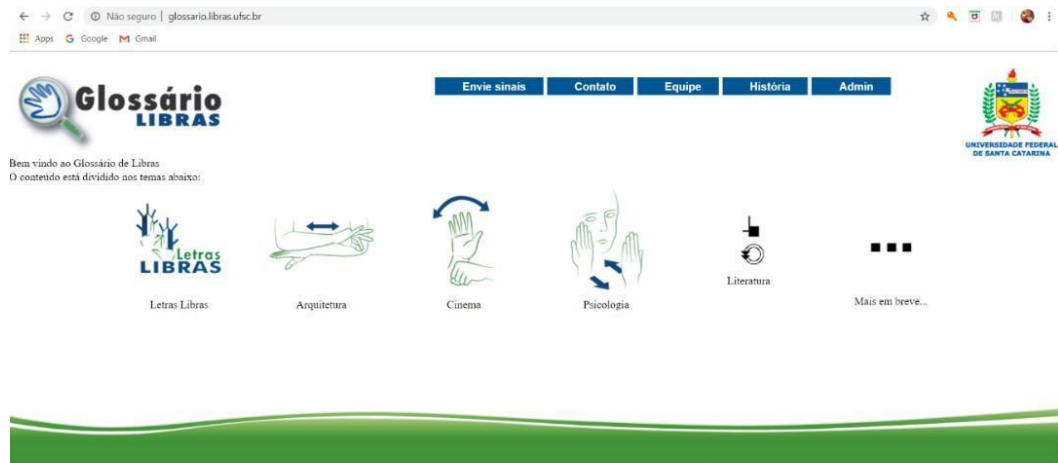 Não seguro | glossario.libras.ufsc.br
Apps Google Gmail
Envie sinais Contato Equipe História Admin
Glossário
LIBRAS
UNIVERSIDADE FEDERAL
DE SANTA CATARINA
Bem vindo ao Glossário de Libras
O conteúdo está dividido nos temas abaixo:
Letras
LIBRAS
Letras Libras
Arquitetura
Cinema
Psicologia
Literatura
Mais em breve...